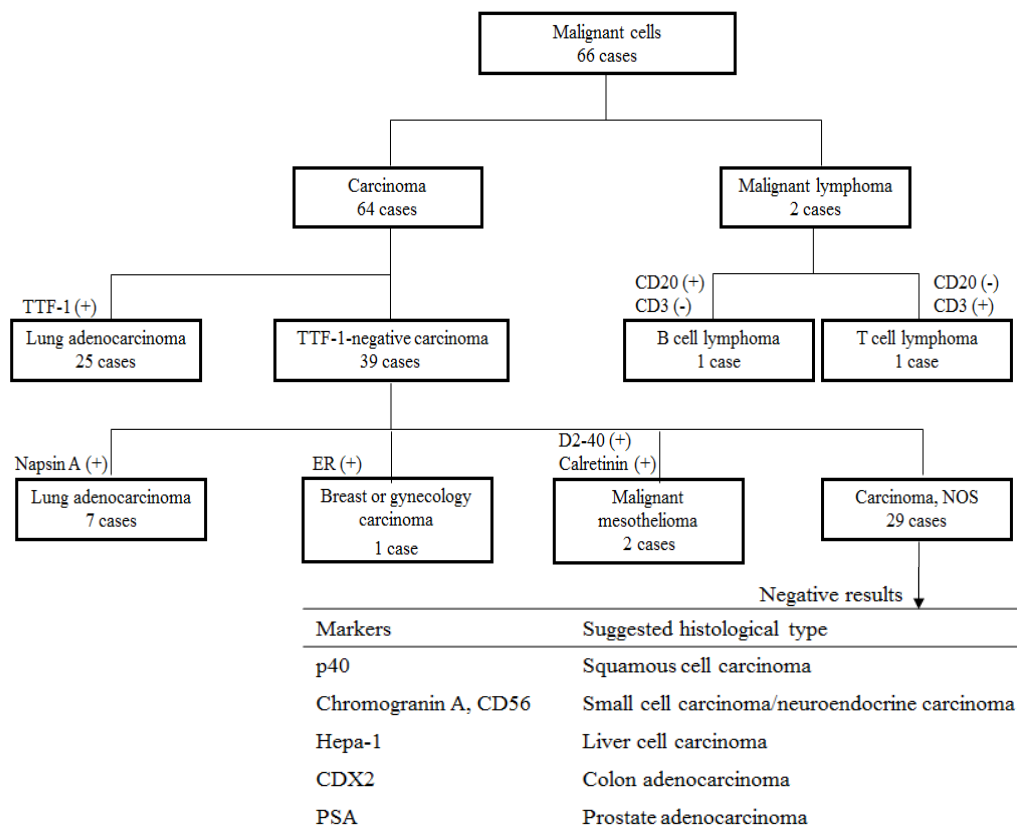 Malignant cells
66 cases
Carcinoma
64 cases
Malignant lymphoma
2 cases
TTF-1 (+)
CD20 (+)
CD3 (-)
CD20 (-)
CD3 (+)
Lung adenocarcinoma
25 cases
TTF-1-negative carcinoma
39 cases
B cell lymphoma
1 case
T cell lymphoma
1 case
Napsin A (+)
ER (+)
D2-40 (+)
Calretinin (+)
Lung adenocarcinoma
7 cases
Breast or gynecology
carcinoma
1 case
Malignant
mesothelioma
2 cases
Carcinoma, NOS
29 cases
Negative results
Markers Suggested histological type
p40 Squamous cell carcinoma
Chromogranin A, CD56 Small cell carcinoma/neuroendocrine carcinoma
Hepa-1 Liver cell carcinoma
CDX2 Colon adenocarcinoma
PSA Prostate adenocarcinoma